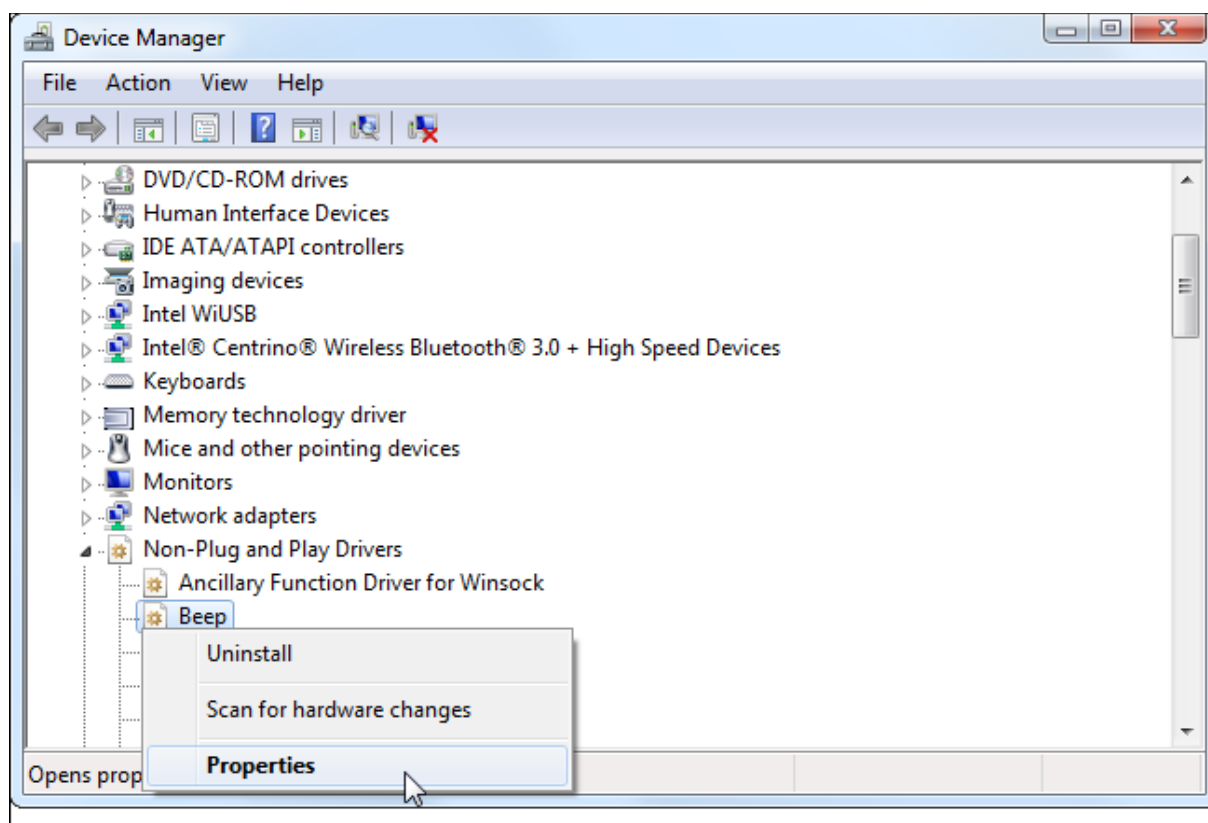 Device Manager
File Action View Help
DVD/CD-ROM drives
Human Interface Devices
IDE ATA/ATAPI controllers
Imaging devices
Intel WiUSB
Intel® Centrino® Wireless Bluetooth® 3.0 + High Speed Devices
Keyboards
Memory technology driver
Mice and other pointing devices
Monitors
Network adapters
Non-Plug and Play Drivers
Ancillary Function Driver for Winsock
Beep
Uninstall
Scan for hardware changes
Properties
Opens prop